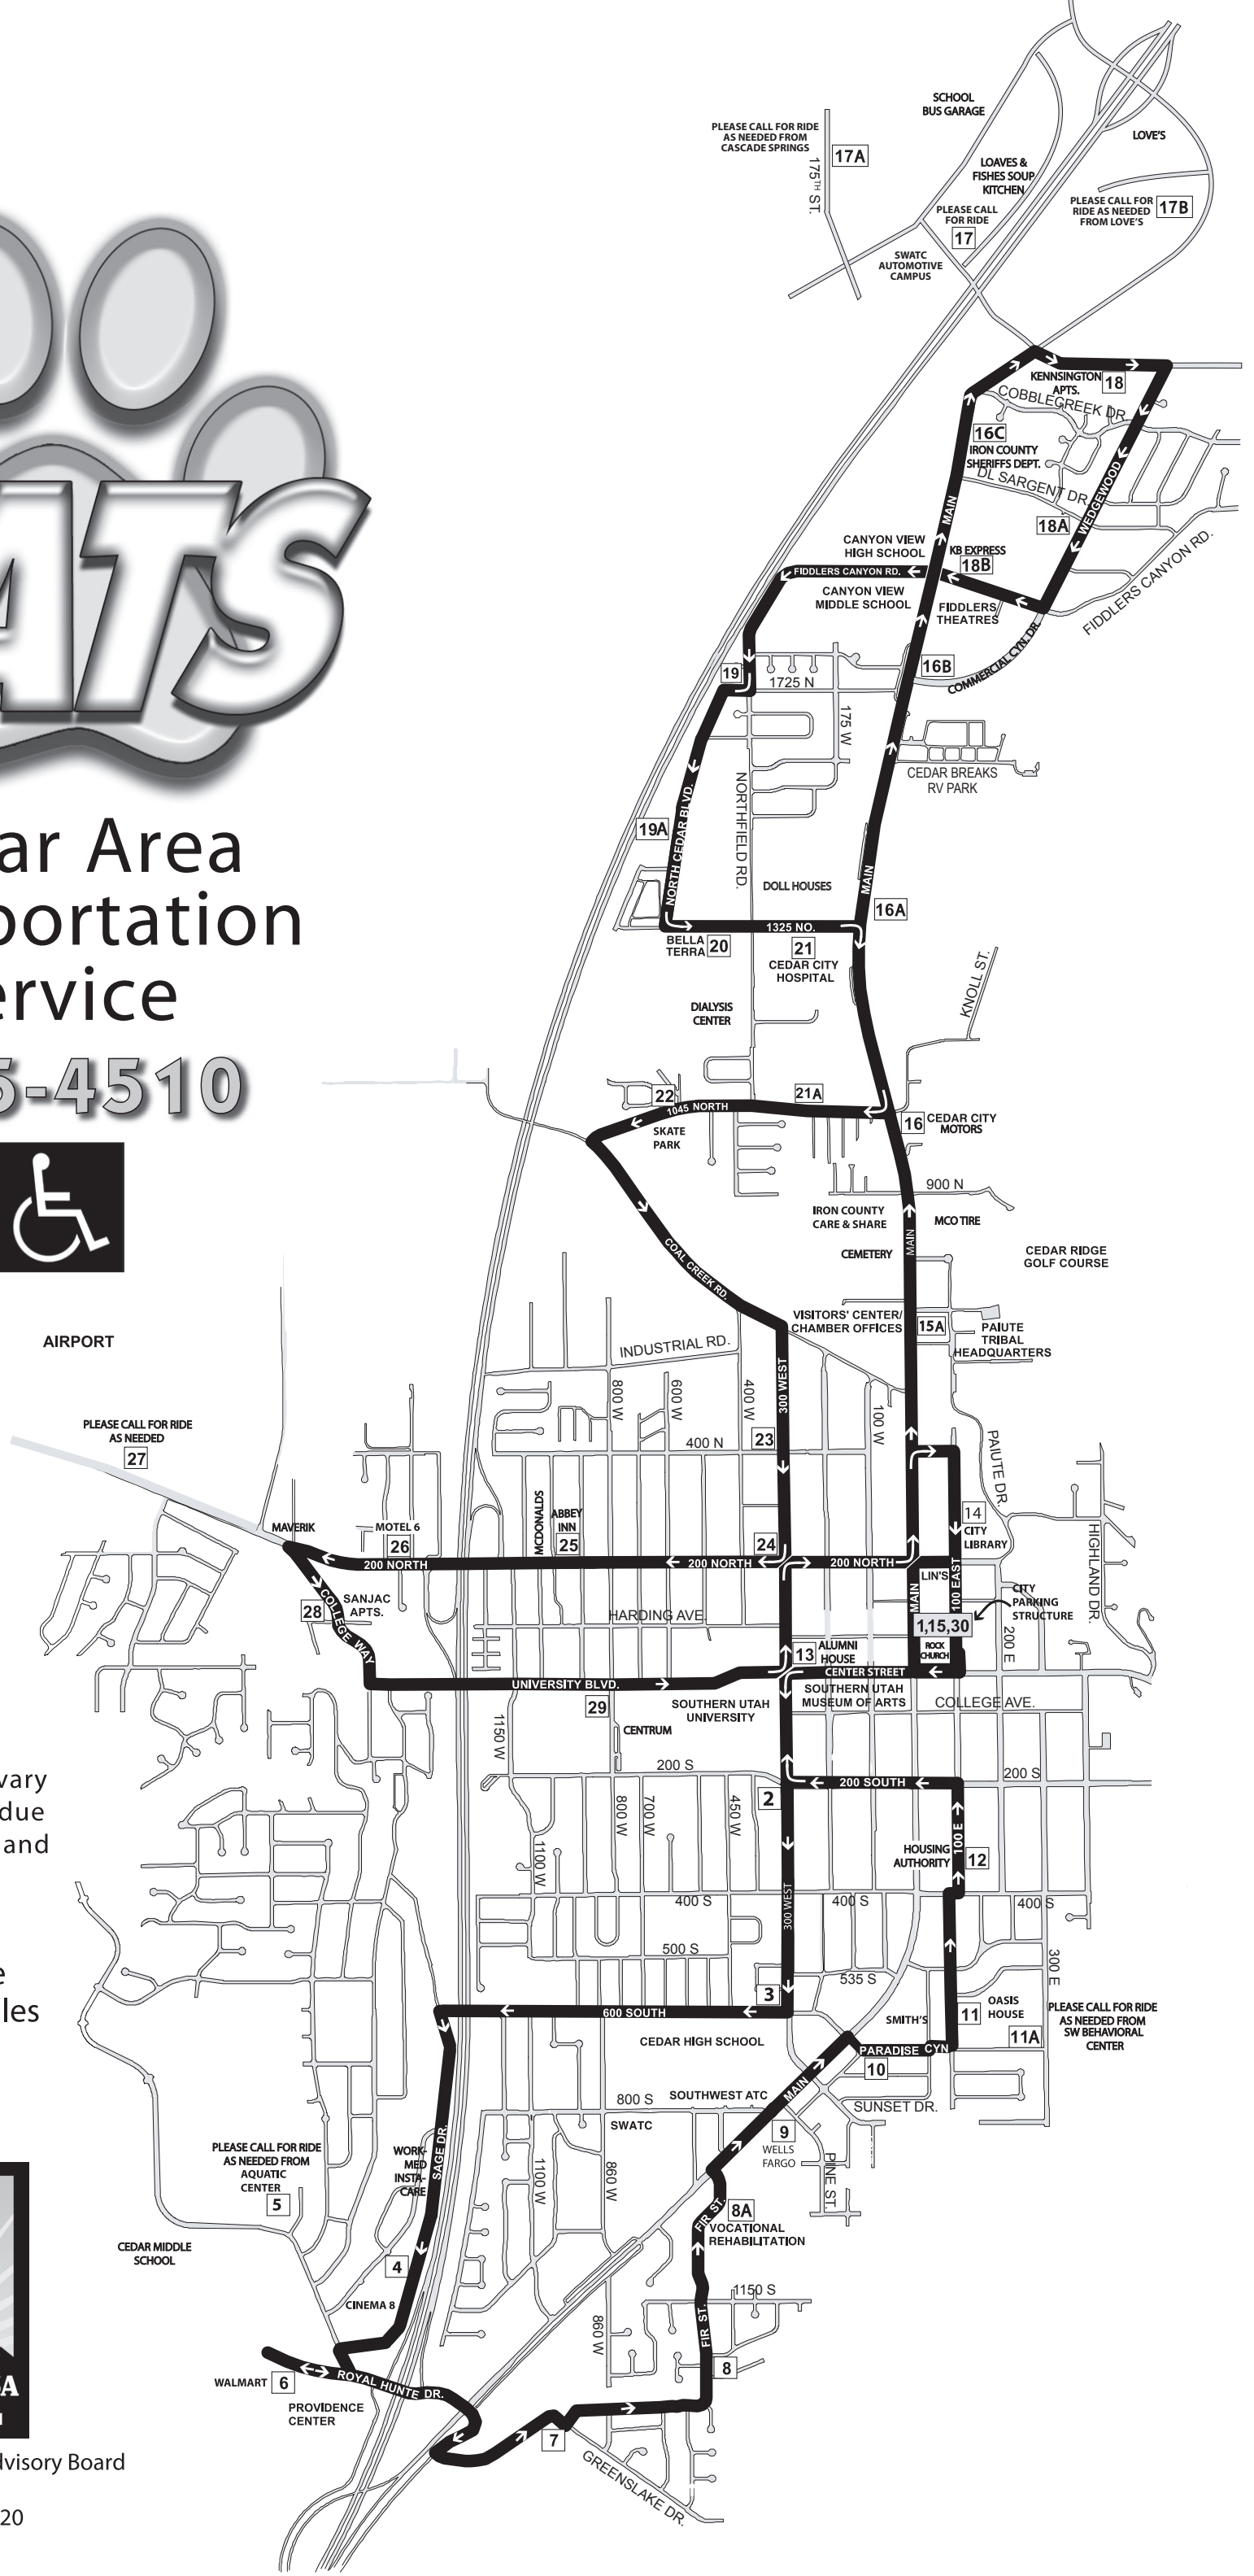 SCHOOL
BUS GARAGE
PLEASE CALL FOR RIDE
AS NEEDED FROM
CASCADE SPRINGS
17A
175TH ST.
LOVE'S
LOAVES &
FISHES SOUP
KITCHEN
PLEASE CALL
FOR RIDE
17
PLEASE CALL FOR
RIDE AS NEEDED
FROM LOVE'S
17B
SWATC
AUTOMOTIVE
CAMPUS
KENNSINGTON
APTS.
18
COBBLECREEK DR.
16C
IRON COUNTY
SHERIFFS DEPT.
DL SARGENT DR.
MAIN
WEDGEWOOD
18A
CANYON VIEW
HIGH SCHOOL
KB EXPRESS
18B
FIDDLERS CANYON RD.
FIDDLERS CANYON RD.
CANYON VIEW
MIDDLE SCHOOL
FIDDLERS
THEATRES
COMMERCIAL CYN. DR.
16B
19
1725 N
175 W
CEDAR BREAKS
RV PARK
ATS
NORTHFIELD RD.
NORTH CEDAR BLVD.
19A
ar Area
portation
ervice
5-4510
DOLL HOUSES
MAIN
16A
1325 NO.
BELLA
TERRA
20
21
CEDAR CITY
HOSPITAL
KNOLL ST.
DIALYSIS
CENTER
22
21A
1045 NORTH
SKATE
PARK
16
CEDAR CITY
MOTORS
900 N
IRON COUNTY
CARE & SHARE
MCO TIRE
MAIN
CEMETERY
CEDAR RIDGE
GOLF COURSE
COAL CREEK RD.
AIRPORT
VISITORS' CENTER/
CHAMBER OFFICES
15A
PAIUTE
TRIBAL
HEADQUARTERS
INDUSTRIAL RD.
800 W
600 W
400 W
300 WEST
100 W
PLEASE CALL FOR RIDE
AS NEEDED
27
400 N
23
PAIUTE DR.
MCDONALDS
ABBEY
INN
25
MAVERIK
MOTEL 6
26
24
14
CITY
LIBRARY
HIGHLAND DR.
200 NORTH
200 NORTH
200 NORTH
LIN'S
MAIN
100 EAST
CITY
PARKING
STRUCTURE
SANJAC
APTS.
28
COLLEGE WAY
HARDING AVE.
1,15,30
200 E
13
ALUMNI
HOUSE
ROCK
CHURCH
CENTER STREET
UNIVERSITY BLVD.
29
SOUTHERN UTAH
UNIVERSITY
SOUTHERN UTAH
MUSEUM OF ARTS
COLLEGE AVE.
CENTRUM
1150 W
200 S
200 SOUTH
200 S
vary
due
and
2
800 W
700 W
450 W
1100 W
HOUSING
AUTHORITY
100 E
12
400 S
400 S
400 S
300 WEST
500 S
535 S
300 E
e
les
3
600 SOUTH
SMITH'S
11
OASIS
HOUSE
11A
PLEASE CALL FOR RIDE
AS NEEDED FROM
SW BEHAVIORAL
CENTER
CEDAR HIGH SCHOOL
PARADISE CYN
10
MAIN
SOUTHWEST ATC
800 S
SUNSET DR.
SWATC
9
WELLS
FARGO
PINE ST.
SAGE DR.
WORK-
MED
INSTA-
CARE
PLEASE CALL FOR RIDE
AS NEEDED FROM
AQUATIC
CENTER
5
1100 W
860 W
8A
FIR ST.
VOCATIONAL
REHABILITATION
CEDAR MIDDLE
SCHOOL
4
CINEMA 8
1150 S
FIR ST.
860 W
8
WALMART
6
ROYAL HUNTE DR.
PROVIDENCE
CENTER
7
GREENSLAKE DR.
SA
dvisory Board
20